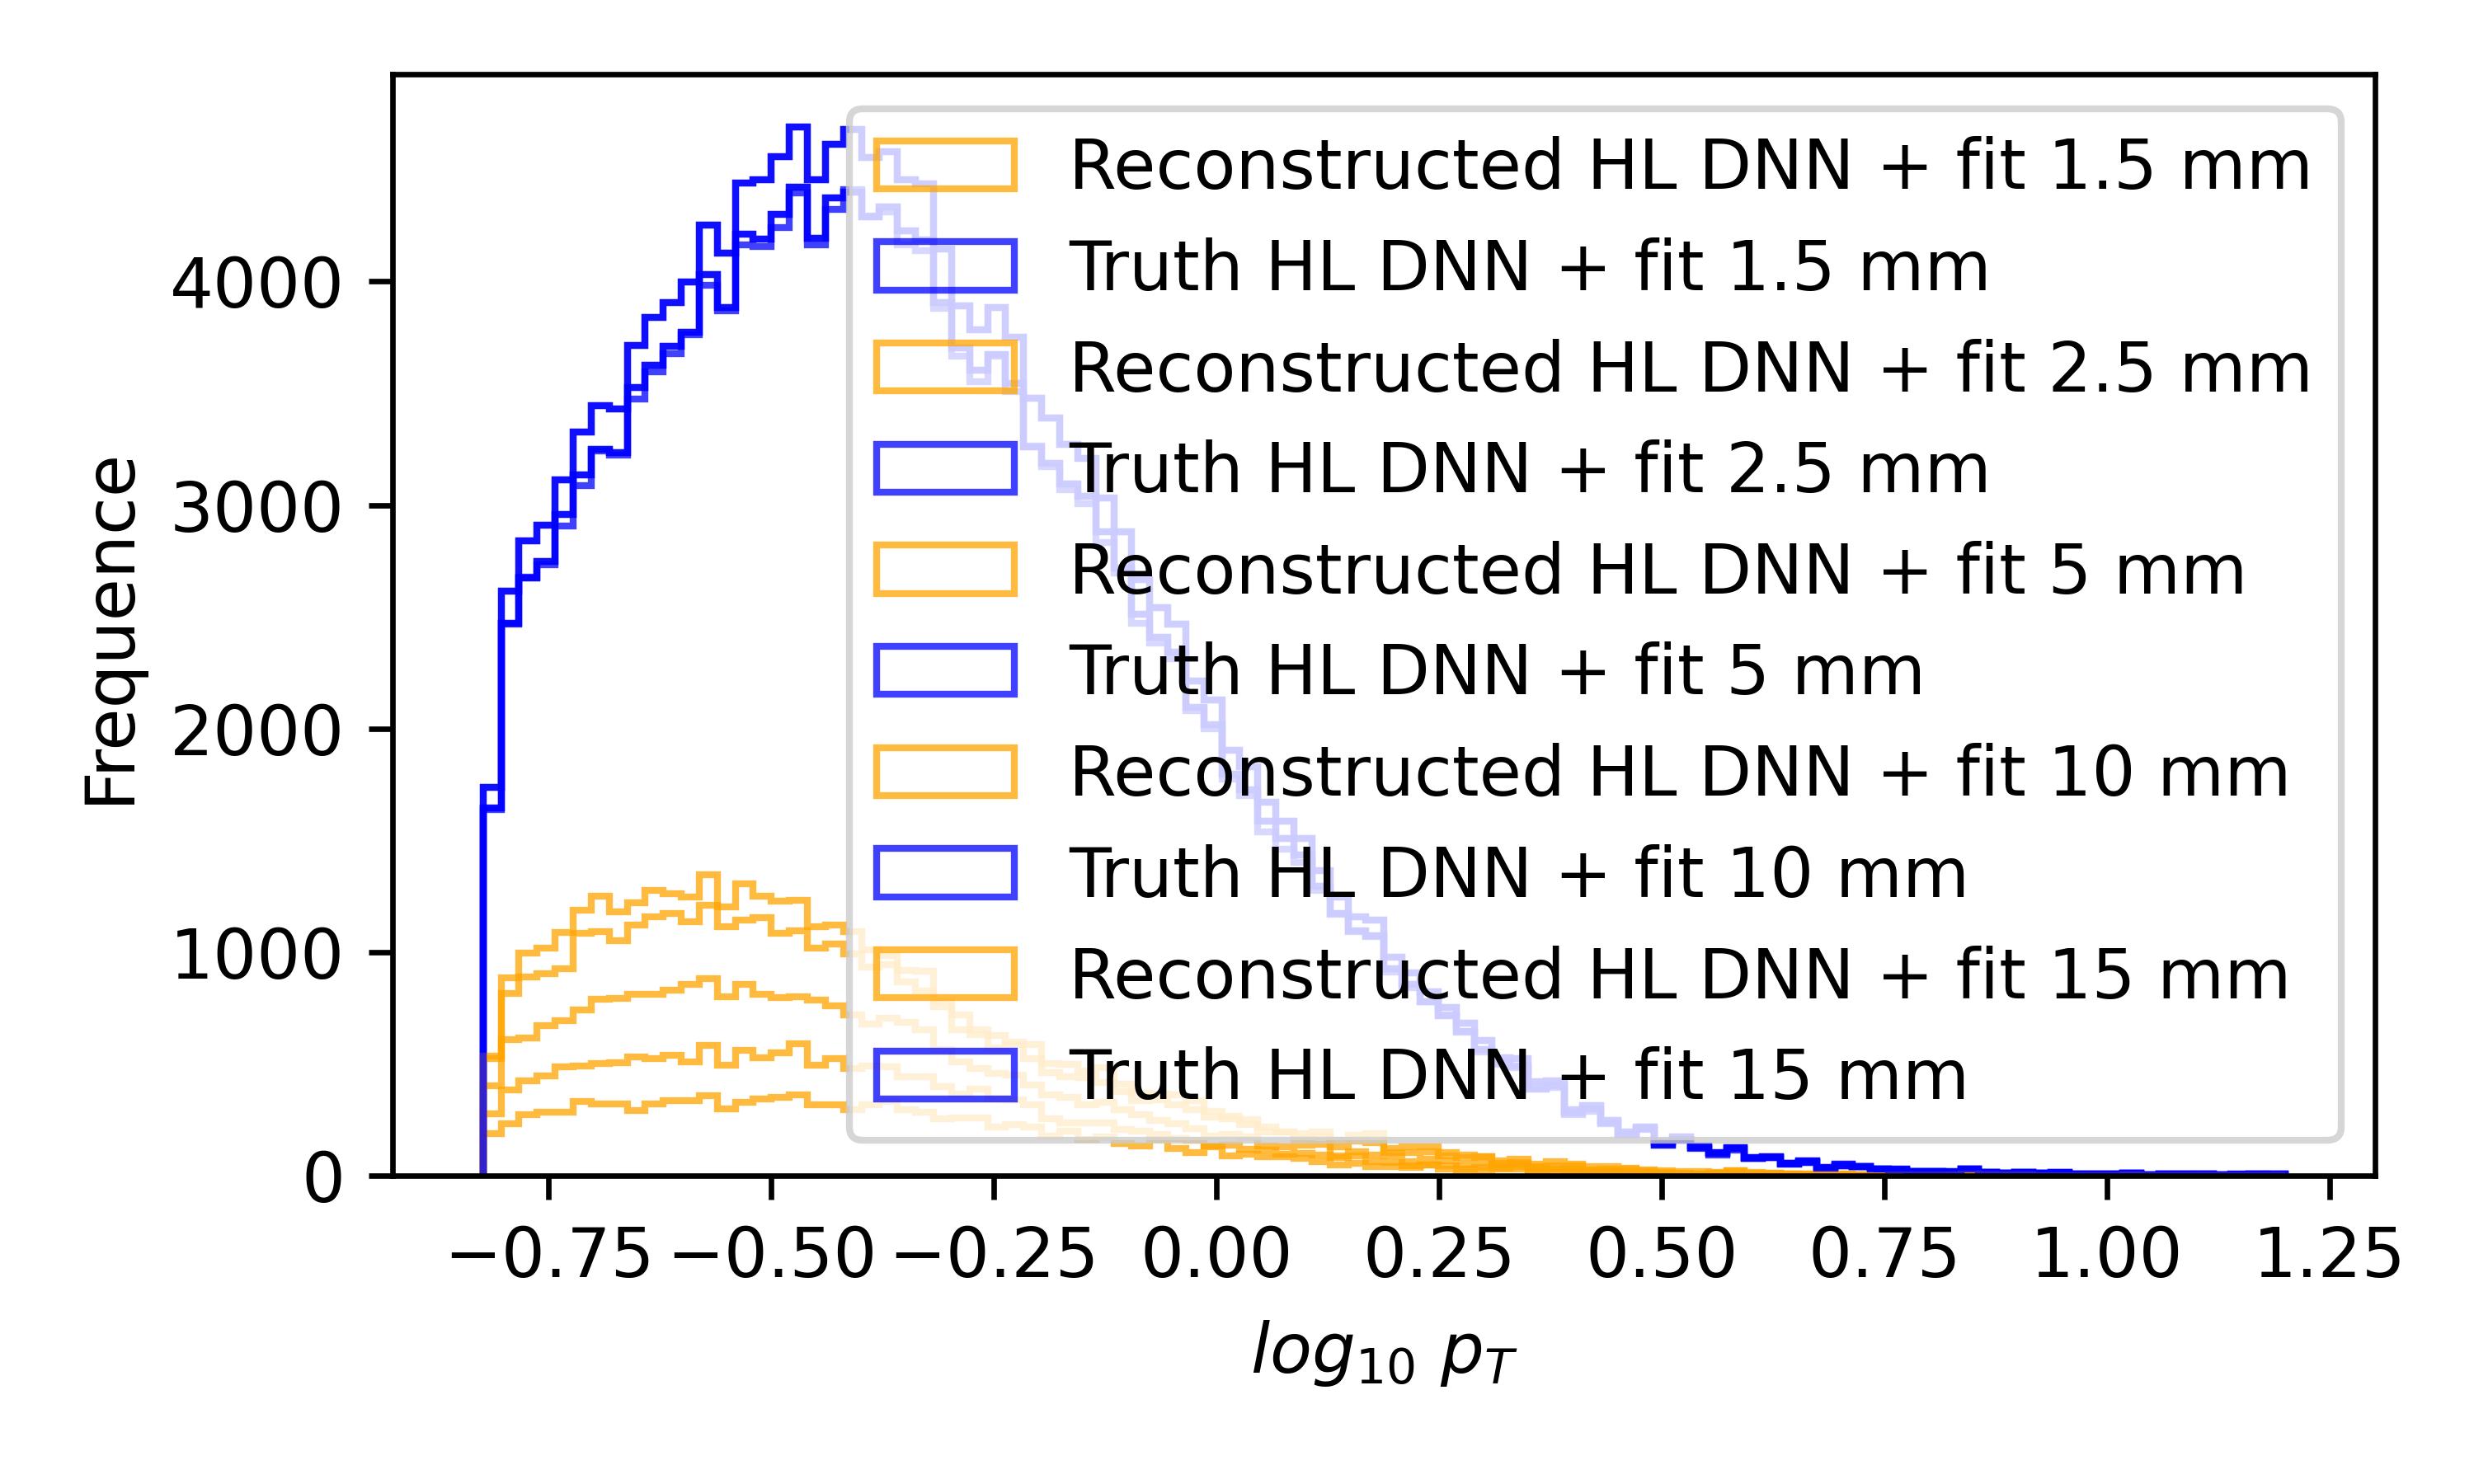 Frequence
4000
3000
2000
1000
0
Reconstructed HL DNN + fit 1.5 mm
Truth HL DNN + fit 1.5 mm
Reconstructed HL DNN + fit 2.5 mm
Truth HL DNN + fit 2.5 mm
Reconstructed HL DNN + fit 5 mm
Truth HL DNN + fit 5 mm
Reconstructed HL DNN + fit 10 mm
Truth HL DNN + fit 10 mm
Reconstructed HL DNN + fit 15 mm
Truth HL DNN + fit 15 mm
−0.75 −0.50 −0.25 0.00 0.25 0.50 0.75 1.00 1.25
log₁₀ p_T